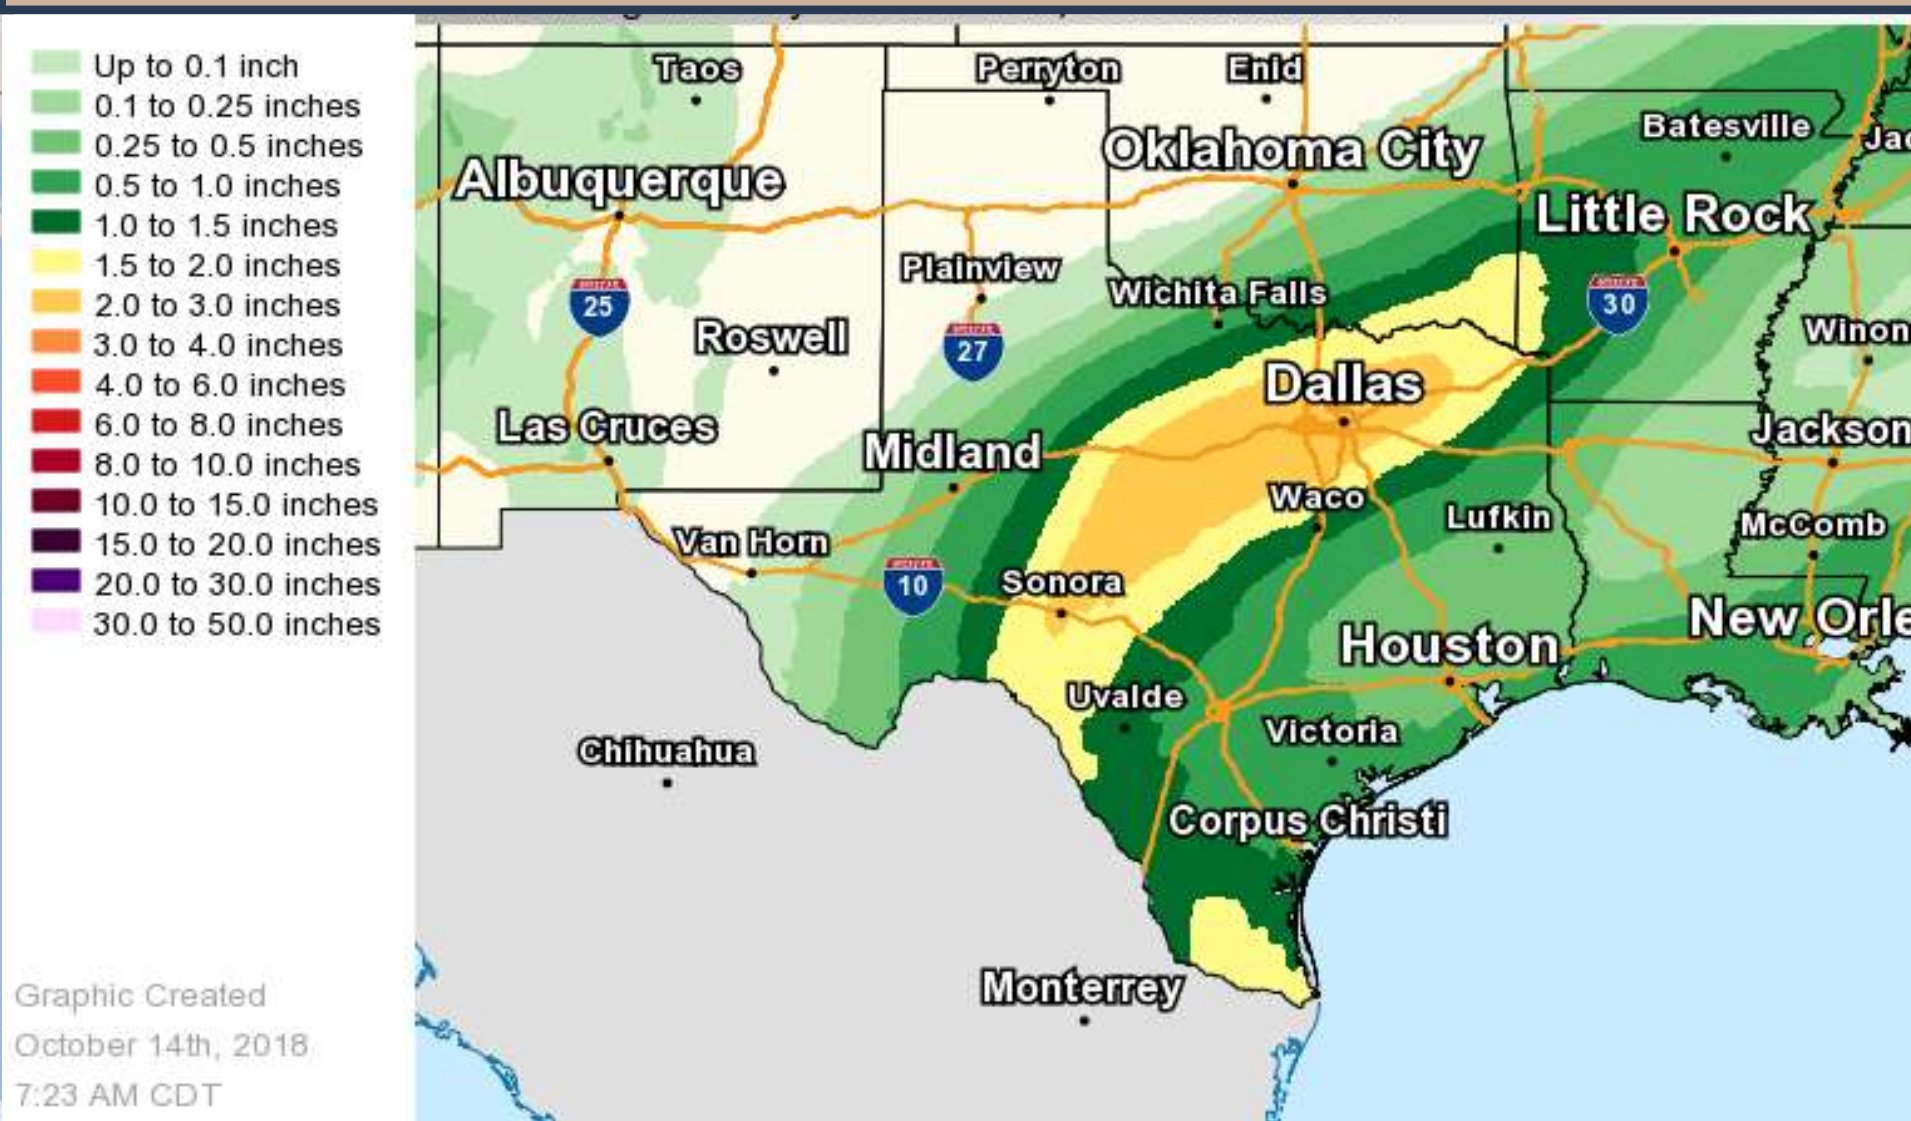 Up to 0.1 inch
0.1 to 0.25 inches
0.25 to 0.5 inches
0.5 to 1.0 inches
1.0 to 1.5 inches
1.5 to 2.0 inches
2.0 to 3.0 inches
3.0 to 4.0 inches
4.0 to 6.0 inches
6.0 to 8.0 inches
8.0 to 10.0 inches
10.0 to 15.0 inches
15.0 to 20.0 inches
20.0 to 30.0 inches
30.0 to 50.0 inches
Graphic Created
October 14th, 2018
7:23 AM CDT
Taos
Perryton
Enid
Batesville
Jac
Oklahoma City
Albuquerque
Little Rock
Plainview
Wichita Falls
25
30
Roswell
27
Winon
Dallas
Las Cruces
Midland
Jackson
Waco
Lufkin
McComb
Van Horn
10
Sonora
New Orle
Houston
Uvalde
Victoria
Chihuahua
Corpus Christi
Monterrey